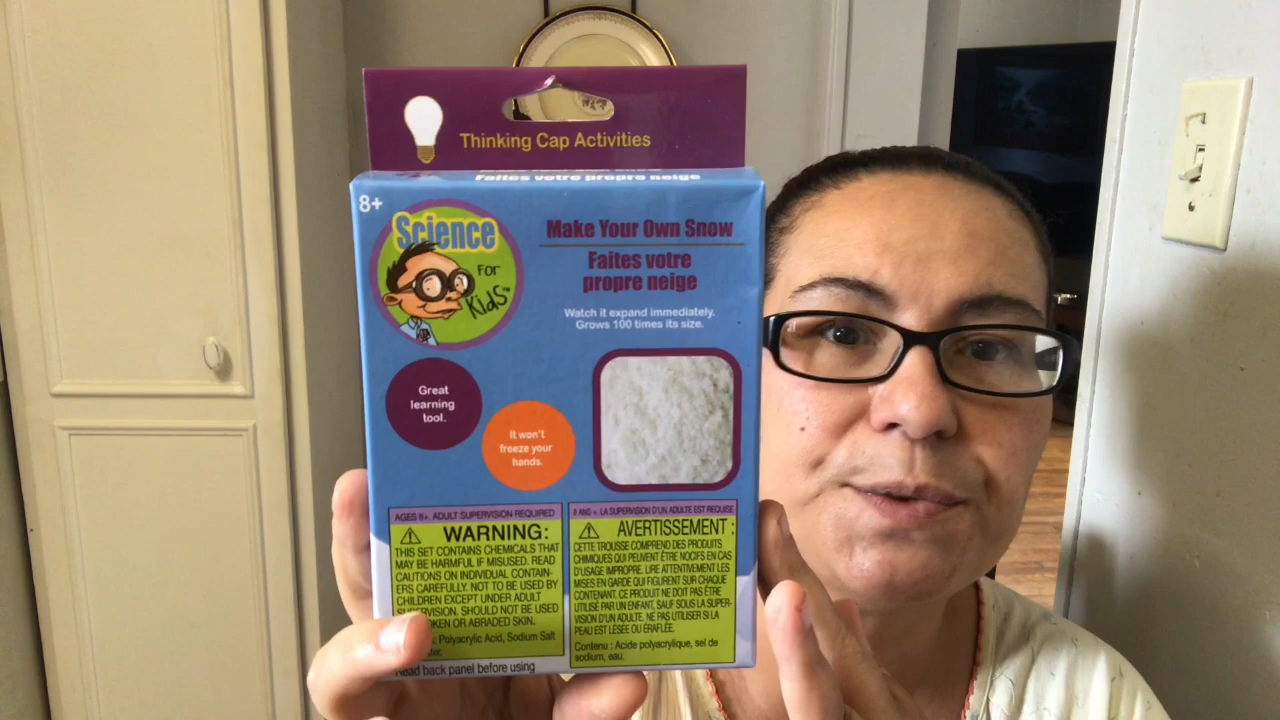 Thinking Cap Activities
Faites votre propre neige
8+
Science
FOR
KidS™
Make Your Own Snow
Faites votre
propre neige
Watch it expand immediately.
Grows 100 times its size.
Great
learning
tool.
It won't
freeze your
hands.
AGES 8+. ADULT SUPERVISION REQUIRED
WARNING:
THIS SET CONTAINS CHEMICALS THAT
MAY BE HARMFUL IF MISUSED. READ
CAUTIONS ON INDIVIDUAL CONTAIN-
ERS CAREFULLY. NOT TO BE USED BY
CHILDREN EXCEPT UNDER ADULT
SUPERVISION. SHOULD NOT BE USED
ABRADED SKIN.
Polyacrylic Acid, Sodium Salt
Read back panel before using
8 ANS +. LA SUPERVISION D'UN ADULTE EST REQUISE
AVERTISSEMENT :
CETTE TROUSSE COMPREND DES PRODUITS
CHIMIQUES QUI PEUVENT ÊTRE NOCIFS EN CAS
D'USAGE IMPROPRE. LIRE ATTENTIVEMENT LES
MISES EN GARDE QUI FIGURENT SUR CHAQUE
CONTENANT. CE PRODUIT NE DOIT PAS ÊTRE
UTILISÉ PAR UN ENFANT, SAUF SOUS LA SUPER-
VISION D'UN ADULTE. NE PAS UTILISER SI LA
PEAU EST LÉSÉE OU ÉRAFLÉE.
Contenu : Acide polyacrylique, sel de
sodium, eau.